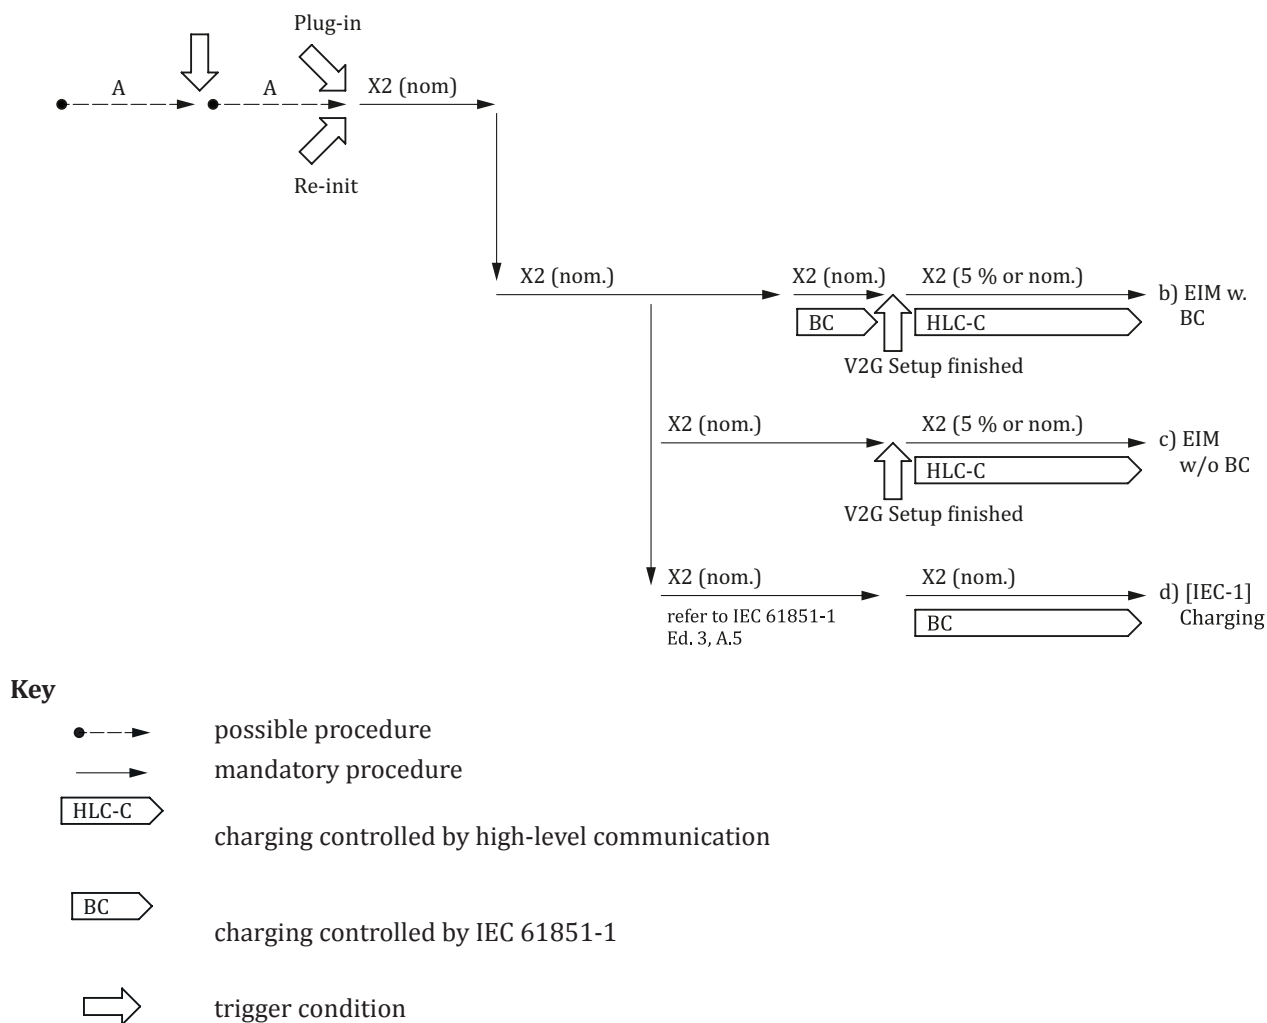 Plug-in
A
A
X2 (nom)
Re-init
X2 (nom.)
X2 (nom.)
X2 (5 % or nom.)
b) EIM w.
BC
BC
HLC-C
V2G Setup finished
X2 (nom.)
X2 (5 % or nom.)
c) EIM
w/o BC
HLC-C
V2G Setup finished
X2 (nom.)
X2 (nom.)
d) [IEC-1]
Charging
refer to IEC 61851-1
Ed. 3, A.5
BC
Key
possible procedure
mandatory procedure
HLC-C
charging controlled by high-level communication
BC
charging controlled by IEC 61851-1
trigger condition